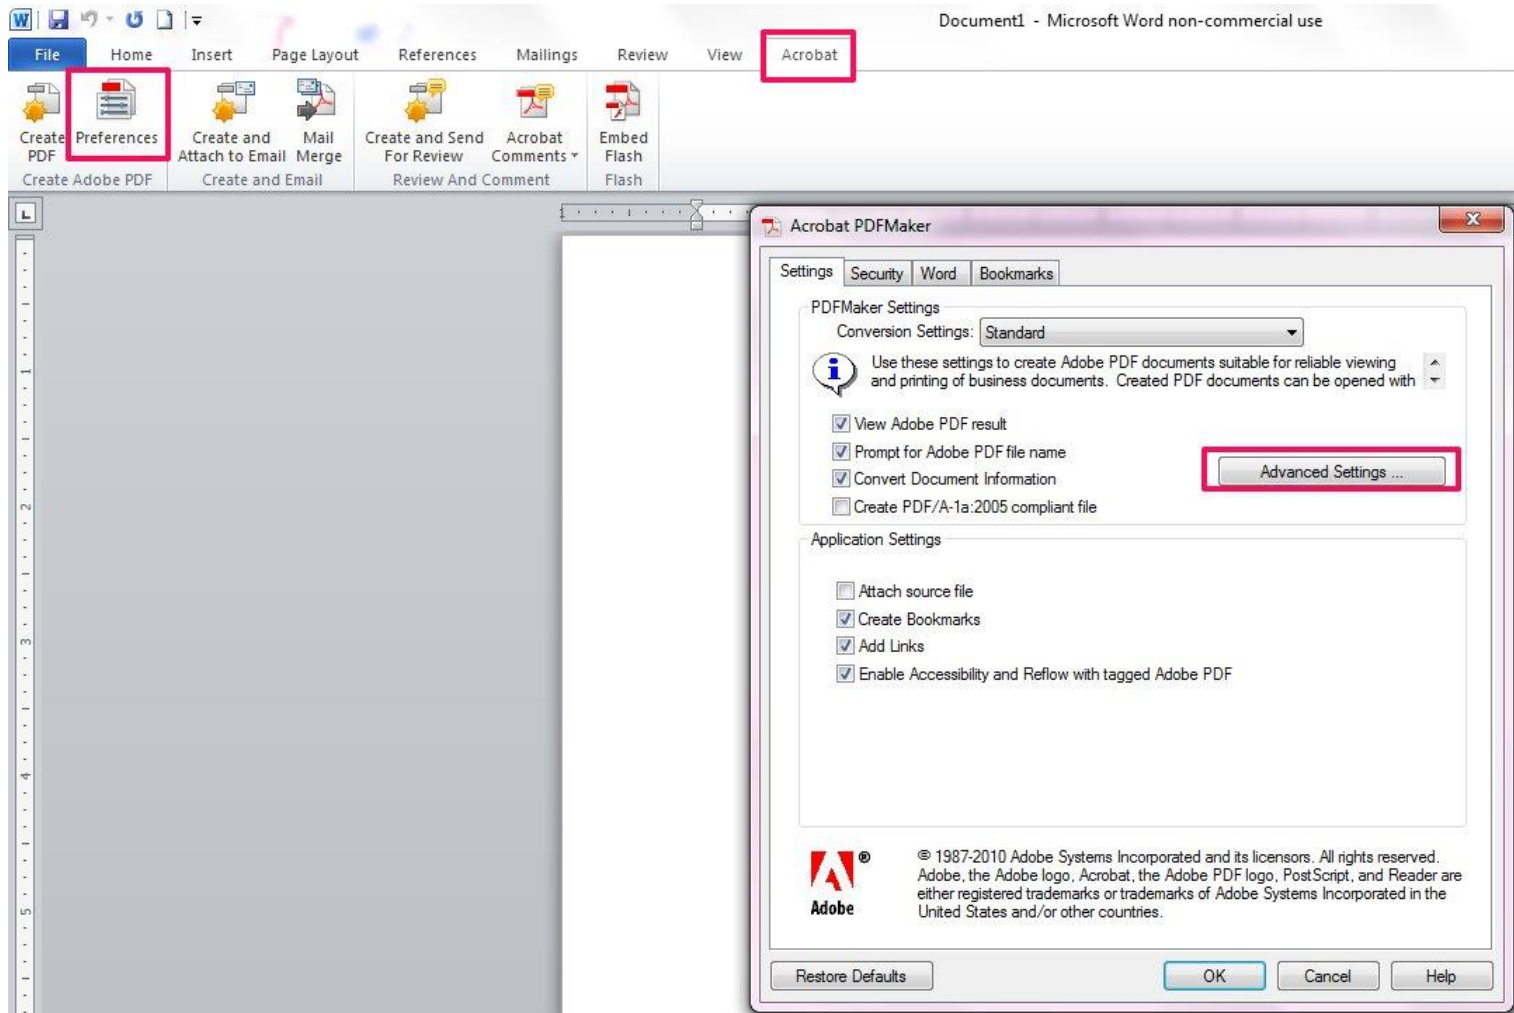 Document1 - Microsoft Word non-commercial use
File Home Insert Page Layout References Mailings Review View Acrobat
Create PDF
Preferences
Create and Attach to Email
Mail Merge
Create and Send For Review
Acrobat Comments
Embed Flash
Create Adobe PDF
Create and Email
Review And Comment
Flash
L
1
1
2
3
4
5
Acrobat PDFMaker
X
Settings Security Word Bookmarks
PDFMaker Settings
Conversion Settings: Standard
Use these settings to create Adobe PDF documents suitable for reliable viewing
and printing of business documents. Created PDF documents can be opened with
View Adobe PDF result
Prompt for Adobe PDF file name
Convert Document Information
Create PDF/A-1a:2005 compliant file
Advanced Settings ...
Application Settings
Attach source file
Create Bookmarks
Add Links
Enable Accessibility and Reflow with tagged Adobe PDF
® © 1987-2010 Adobe Systems Incorporated and its licensors. All rights reserved.
Adobe, the Adobe logo, Acrobat, the Adobe PDF logo, PostScript, and Reader are
either registered trademarks or trademarks of Adobe Systems Incorporated in the
United States and/or other countries.
Adobe
Restore Defaults OK Cancel Help